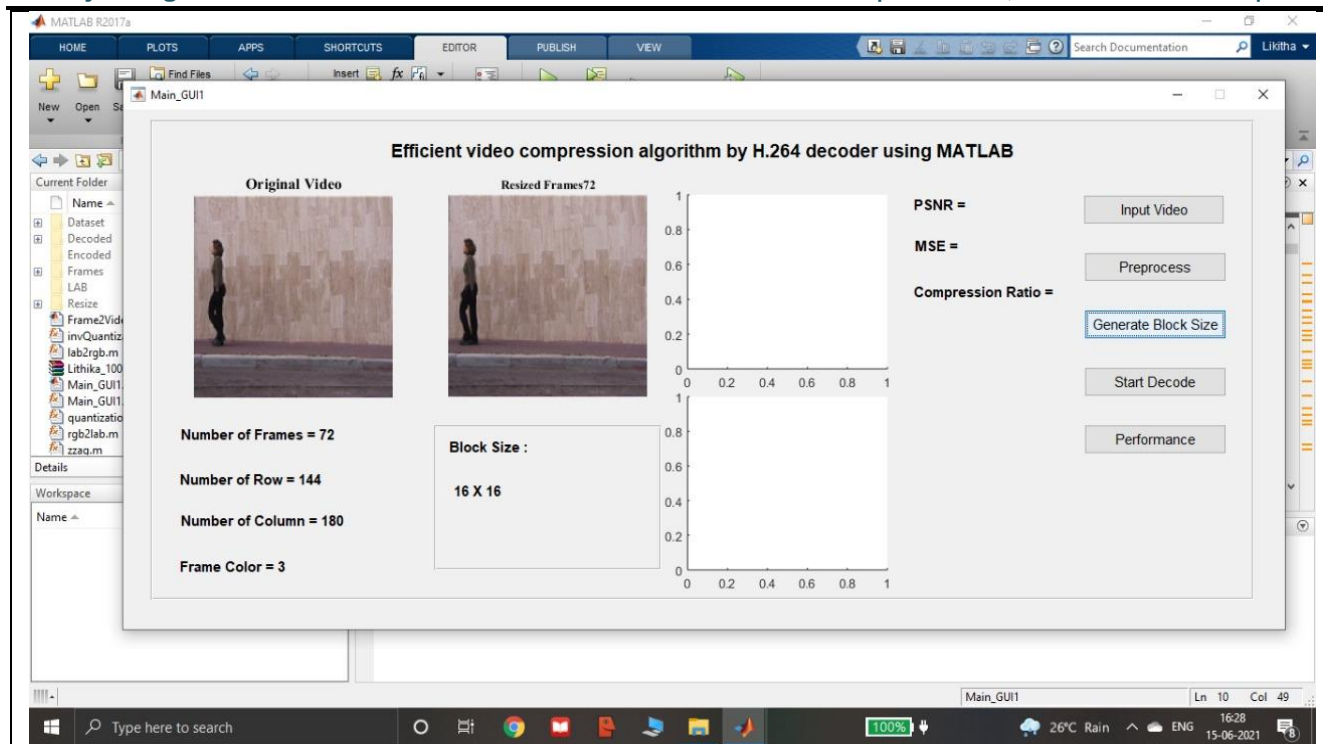 MATLAB R2017a
HOME PLOTS APPS SHORTCUTS EDITOR PUBLISH VIEW Search Documentation Likitha
Find Files Insert fx
New Open
Main_GUI1
Efficient video compression algorithm by H.264 decoder using MATLAB
Current Folder
Name
Dataset
Decoded
Encoded
Frames
LAB
Resize
Frame2Vide
invQuantiz
lab2rgb.m
Lithika_100
Main_GUI1
Main_GUI1
quantizatio
rgb2lab.m
zzag.m
Details
Workspace
Name
Original Video
Resized Frames72
Number of Frames = 72
Number of Row = 144
Number of Column = 180
Frame Color = 3
Block Size :
16 X 16
1
0.8
0.6
0.4
0.2
0
0 0.2 0.4 0.6 0.8 1
1
0.8
0.6
0.4
0.2
0
0 0.2 0.4 0.6 0.8 1
PSNR =
MSE =
Compression Ratio =
Input Video
Preprocess
Generate Block Size
Start Decode
Performance
Main_GUI1 Ln 10 Col 49
Type here to search 100% 26°C Rain ENG 16:28
15-06-2021
8